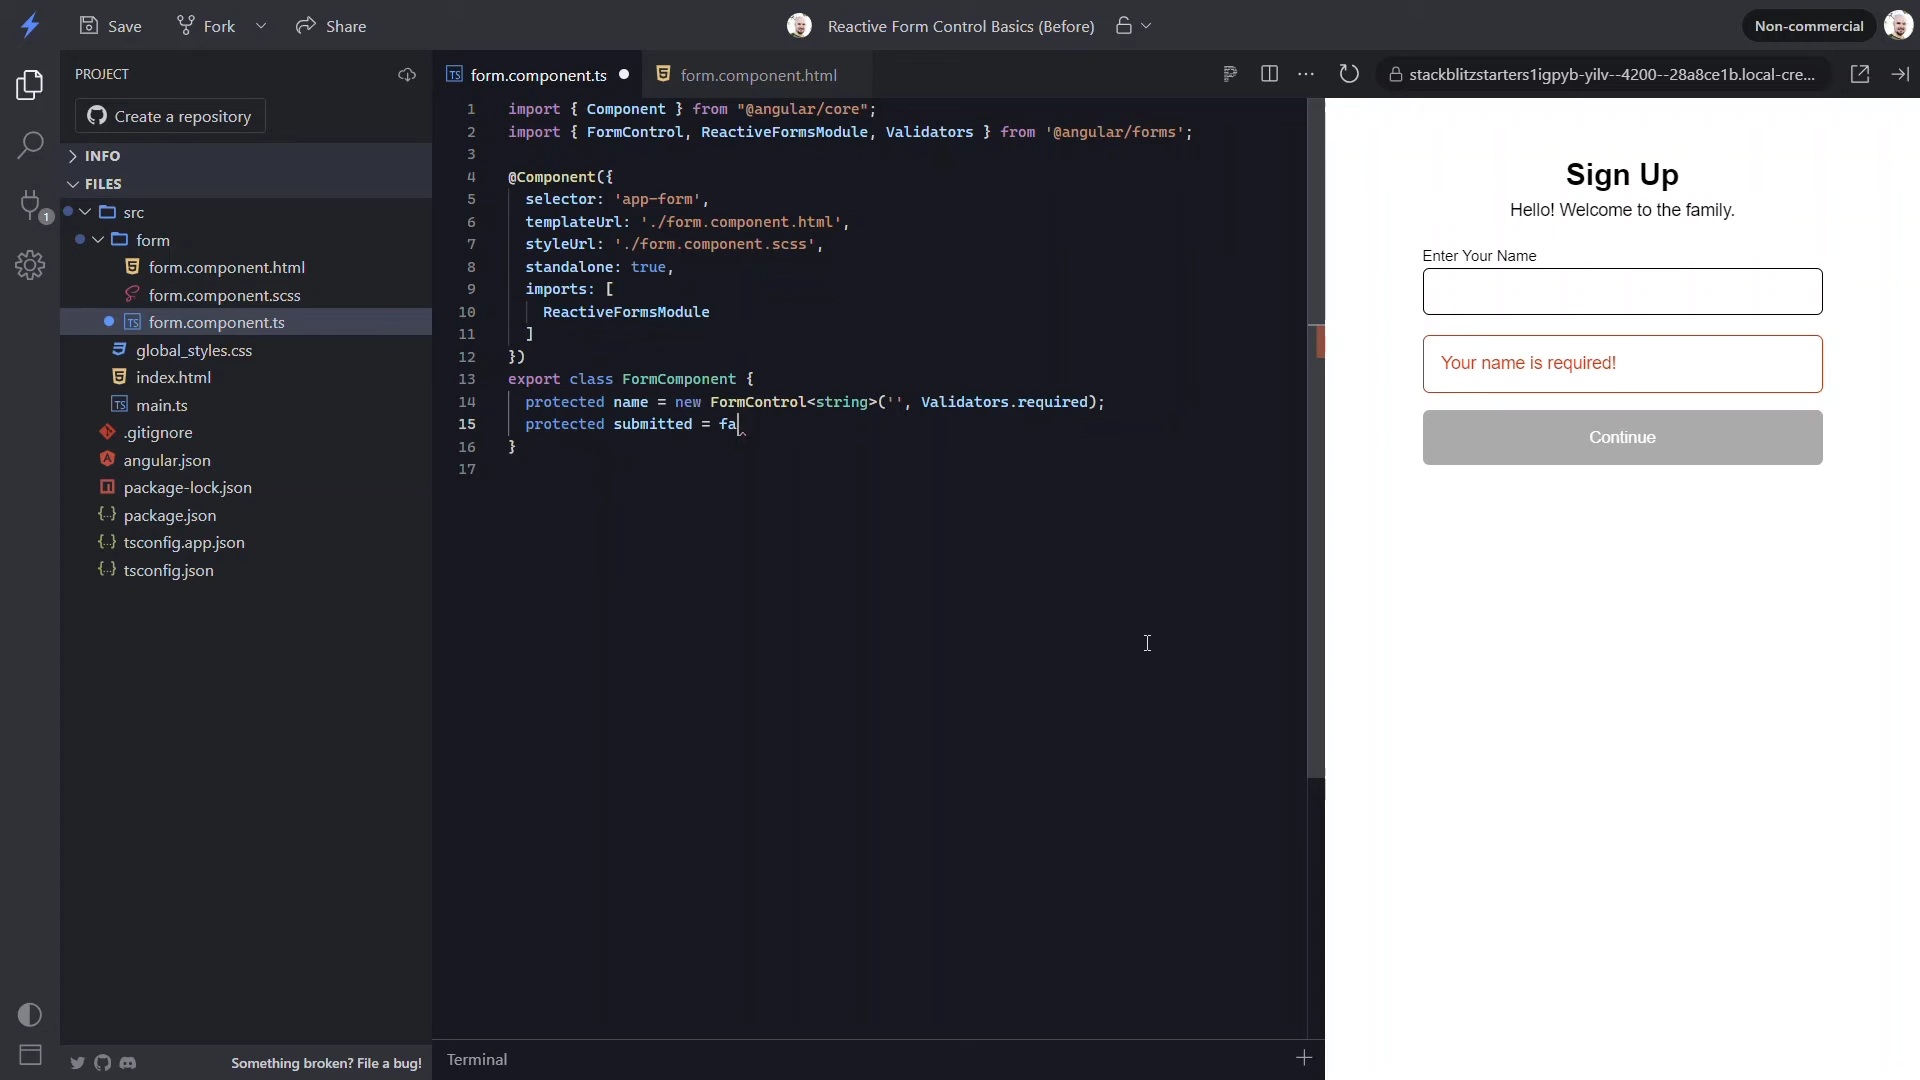 Save
Fork
Share
Reactive Form Control Basics (Before)
Non-commercial
PROJECT
Create a repository
INFO
FILES
src
form
form.component.html
form.component.scss
TS form.component.ts
global_styles.css
index.html
TS main.ts
.gitignore
angular.json
package-lock.json
{··} package.json
{··} tsconfig.app.json
{··} tsconfig.json
1
Something broken? File a bug!
TS form.component.ts
form.component.html
stackblitzstarters1igpyb-yilv--4200--28a8ce1b.local-cre...
1 import { Component } from "@angular/core";
2 import { FormControl, ReactiveFormsModule, Validators } from '@angular/forms';
3
4 @Component({
5 selector: 'app-form',
6 templateUrl: './form.component.html',
7 styleUrl: './form.component.scss',
8 standalone: true,
9 imports: [
10 ReactiveFormsModule
11 ]
12 })
13 export class FormComponent {
14 protected name = new FormControl<string>('', Validators.required);
15 protected submitted = fa
16 }
17
Terminal
Sign Up
Hello! Welcome to the family.
Enter Your Name
Your name is required!
Continue